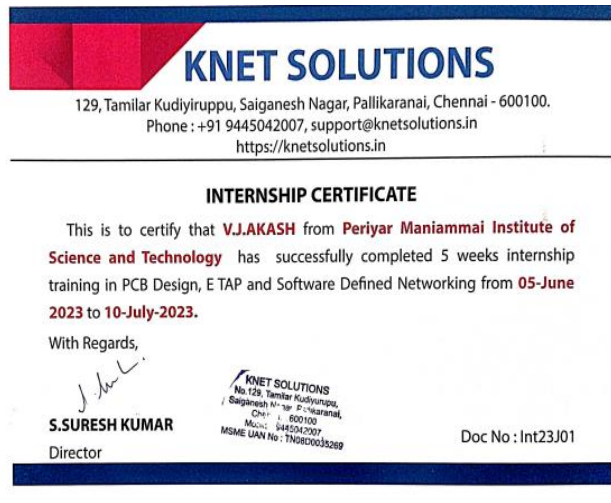 KNET SOLUTIONS
129, Tamilar Kudiyiruppu, Saiganesh Nagar, Pallikaranai, Chennai - 600100.
Phone : +91 9445042007, support@knetsolutions.in
https://knetsolutions.in
INTERNSHIP CERTIFICATE
This is to certify that V.J.AKASH from Periyar Maniammai Institute of
Science and Technology has successfully completed 5 weeks internship
training in PCB Design, E TAP and Software Defined Networking from 05-June
2023 to 10-July-2023.
With Regards,
S.SURESH KUMAR
Director
KNET SOLUTIONS
No.129, Tamilar Kudiyurupu,
Saiganesh
600100
9445042007
MSME UAN No : TN08D0035269
Doc No : Int23J01